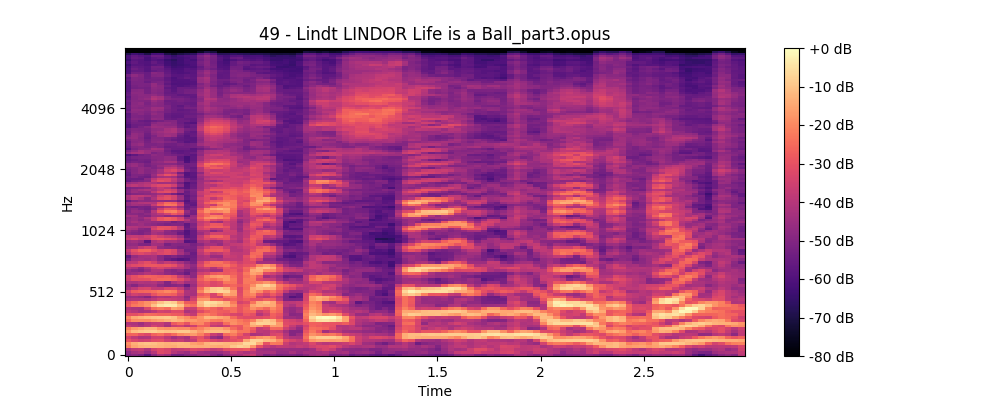 49 - Lindt LINDOR Life is a Ball_part3.opus
+0 dB
4096
-10 dB
-20 dB
2048
-30 dB
Hz
-40 dB
1024
-50 dB
512
-60 dB
-70 dB
0
-80 dB
0 0.5 1 1.5 2 2.5
Time